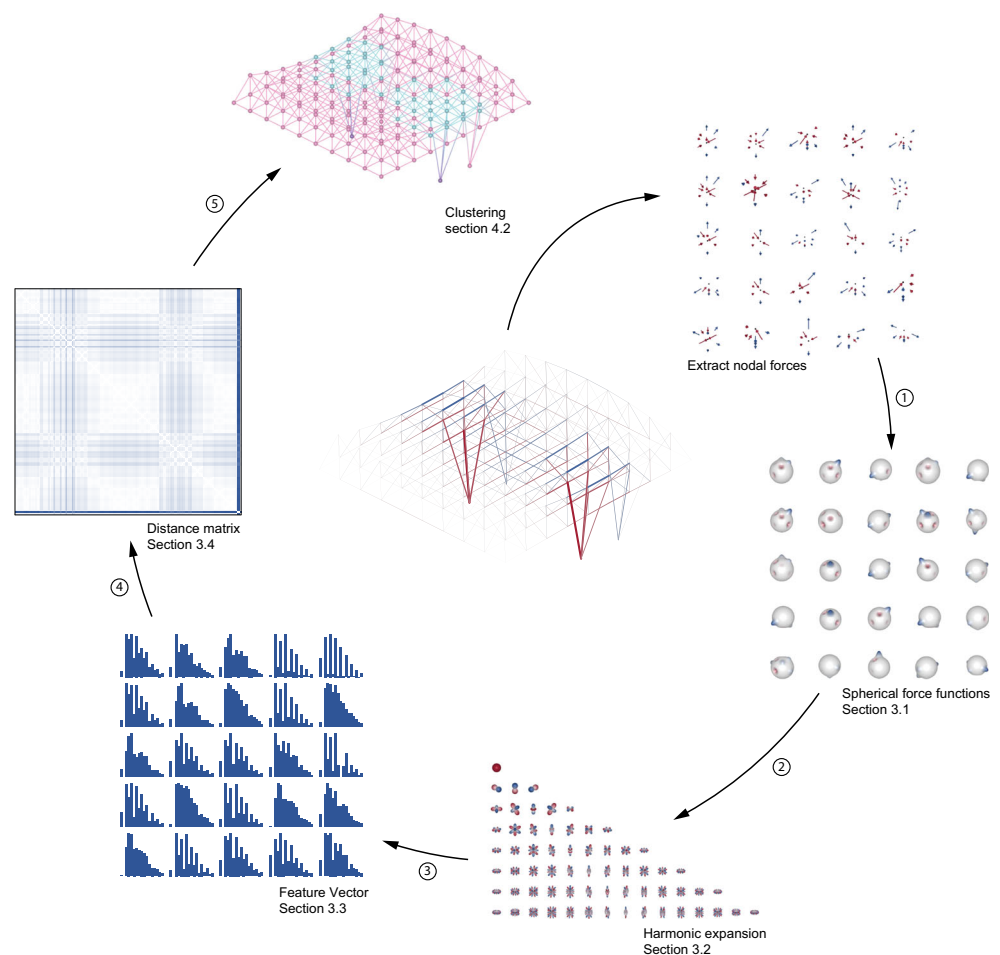 ⑤
Clustering
section 4.2
Extract nodal forces
①
Distance matrix
Section 3.4
④
Spherical force functions
Section 3.1
②
③
Feature Vector
Section 3.3
Harmonic expansion
Section 3.2